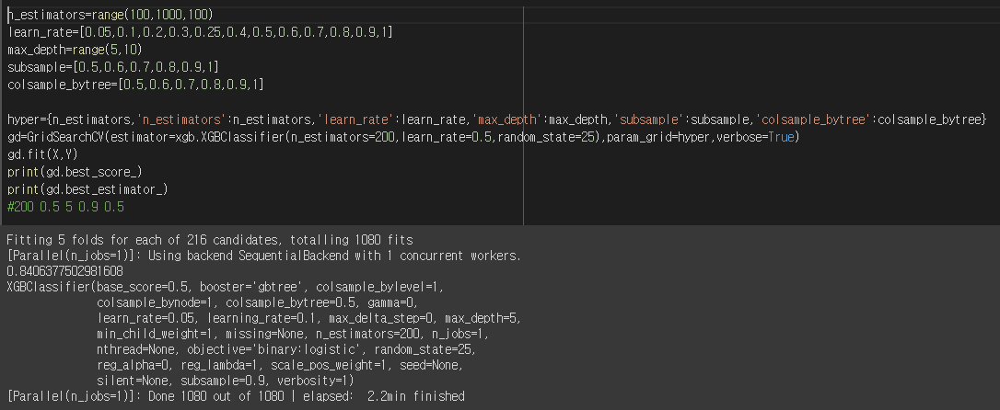 n_estimators=range(100,1000,100)
learn_rate=[0.05,0.1,0.2,0.3,0.25,0.4,0.5,0.6,0.7,0.8,0.9,1]
max_depth=range(5,10)
subsample=[0.5,0.6,0.7,0.8,0.9,1]
colsample_bytree=[0.5,0.6,0.7,0.8,0.9,1]
hyper={n_estimators,'n_estimators':n_estimators,'learn_rate':learn_rate,'max_depth':max_depth,'subsample':subsample,'colsample_bytree':colsample_bytree}
gd=GridSearchCV(estimator=xgb.XGBClassifier(n_estimators=200,learn_rate=0.5,random_state=25),param_grid=hyper,verbose=True)
gd.fit(X,Y)
print(gd.best_score_)
print(gd.best_estimator_)
#200 0.5 5 0.9 0.5
Fitting 5 folds for each of 216 candidates, totalling 1080 fits
[Parallel(n_jobs=1)]: Using backend SequentialBackend with 1 concurrent workers.
0.8406377502981608
XGBClassifier(base_score=0.5, booster='gbtree', colsample_bylevel=1,
colsample_bynode=1, colsample_bytree=0.5, gamma=0,
learn_rate=0.05, learning_rate=0.1, max_delta_step=0, max_depth=5,
min_child_weight=1, missing=None, n_estimators=200, n_jobs=1,
nthread=None, objective='binary:logistic', random_state=25,
reg_alpha=0, reg_lambda=1, scale_pos_weight=1, seed=None,
silent=None, subsample=0.9, verbosity=1)
[Parallel(n_jobs=1)]: Done 1080 out of 1080 | elapsed:  2.2min finished